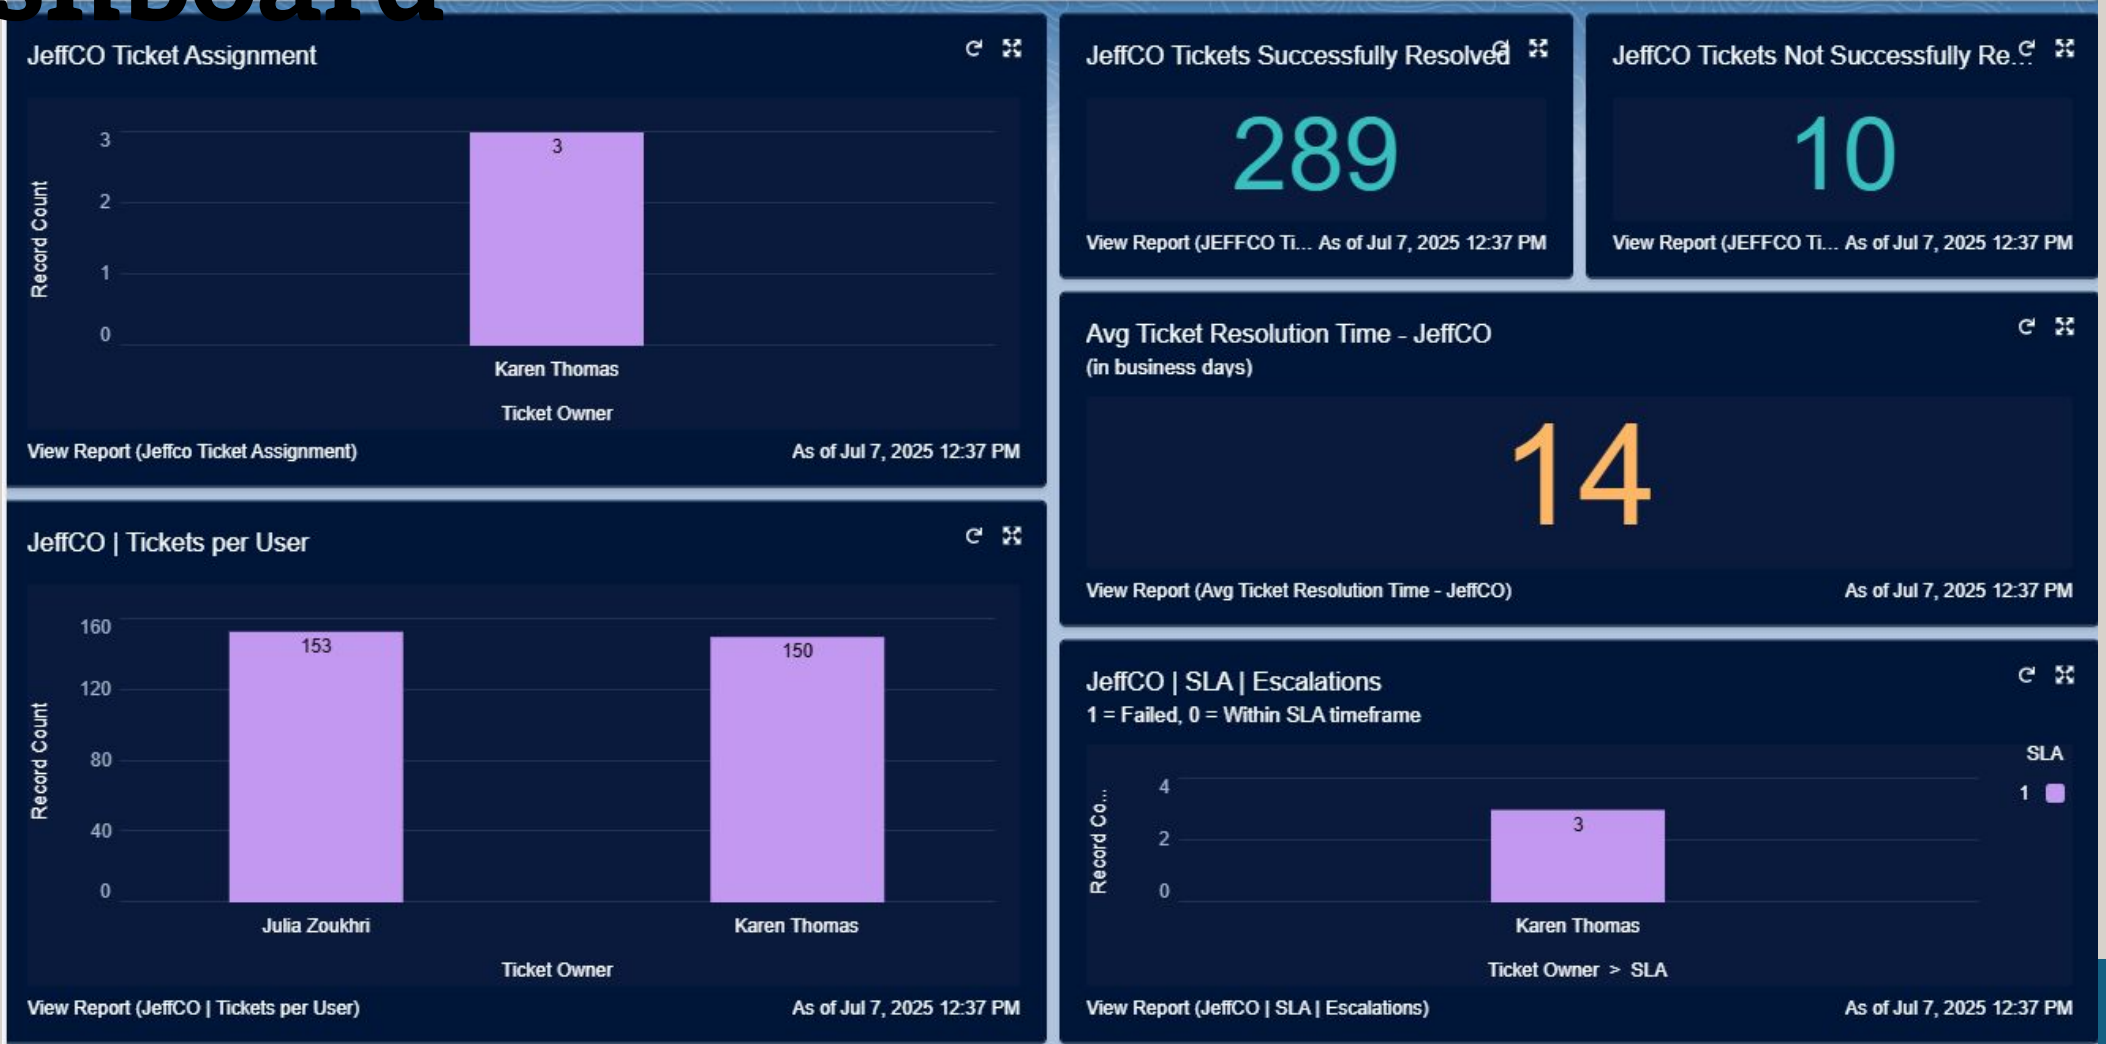 JeffCO Ticket Assignment
3
2
1
0
Record Count
3
Karen Thomas
Ticket Owner
View Report (Jeffco Ticket Assignment)
As of Jul 7, 2025 12:37 PM
JeffCO Tickets Successfully Resolved
289
View Report (JEFFCO Ti... As of Jul 7, 2025 12:37 PM
JeffCO Tickets Not Successfully Re...
10
View Report (JEFFCO Ti... As of Jul 7, 2025 12:37 PM
Avg Ticket Resolution Time - JeffCO
(in business days)
14
View Report (Avg Ticket Resolution Time - JeffCO)
As of Jul 7, 2025 12:37 PM
JeffCO | Tickets per User
160
120
80
40
0
Record Count
153
150
Julia Zoukhri
Karen Thomas
Ticket Owner
View Report (JeffCO | Tickets per User)
As of Jul 7, 2025 12:37 PM
JeffCO | SLA | Escalations
1 = Failed, 0 = Within SLA timeframe
SLA
1
4
2
0
Record Co...
3
Karen Thomas
Ticket Owner > SLA
View Report (JeffCO | SLA | Escalations)
As of Jul 7, 2025 12:37 PM